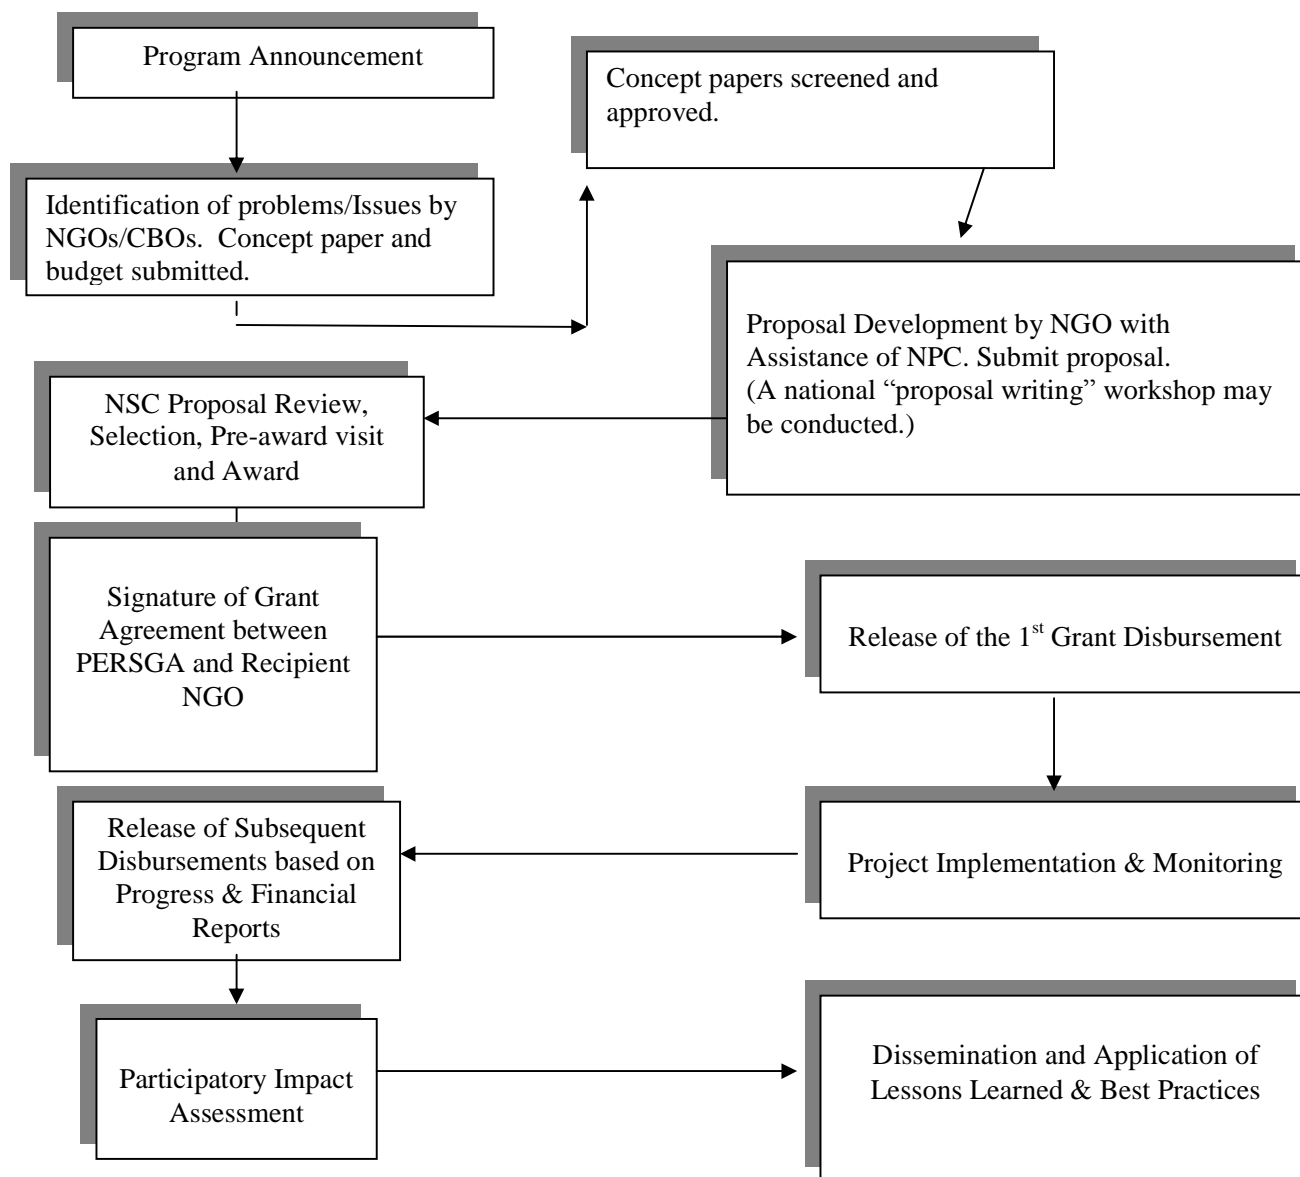 Program Announcement
Concept papers screened and
approved.
Identification of problems/Issues by
NGOs/CBOs.  Concept paper and
budget submitted.
Proposal Development by NGO with
Assistance of NPC. Submit proposal.
(A national “proposal writing” workshop may
be conducted.)
NSC Proposal Review,
Selection, Pre-award visit
and Award
Signature of Grant
Agreement between
PERSGA and Recipient
NGO
Release of the 1st Grant Disbursement
Release of Subsequent
Disbursements based on
Progress & Financial
Reports
Project Implementation & Monitoring
Participatory Impact
Assessment
Dissemination and Application of
Lessons Learned & Best Practices